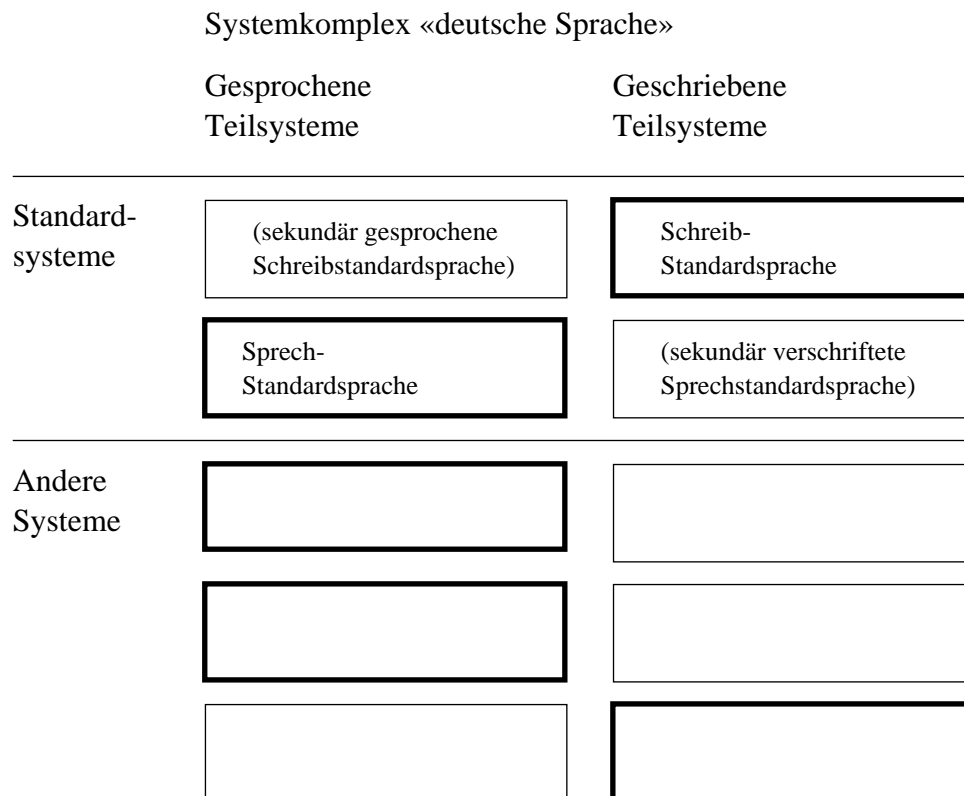 Systemkomplex «deutsche Sprache»
Gesprochene
Teilsysteme
Geschriebene
Teilsysteme
Standard-
systeme
(sekundär gesprochene
Schreibstandardsprache)
Schreib-
Standardsprache
Sprech-
Standardsprache
(sekundär verschriftete
Sprechstandardsprache)
Andere
Systeme